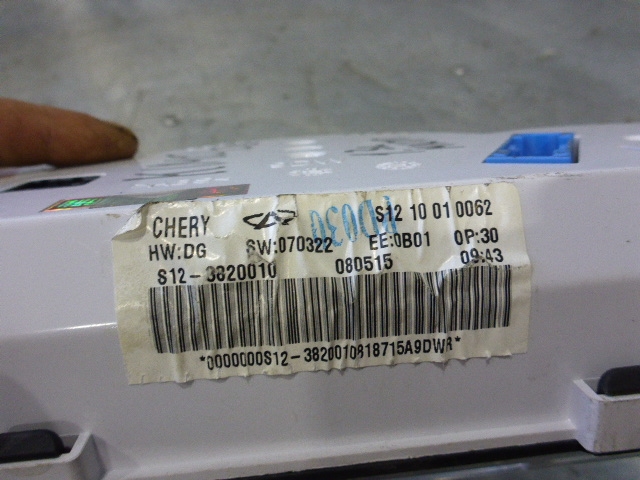 CHERY S12 10 01 0062
AD030
HW:DG SW:070322 EE:0B01 OP:30
S12-3820010 080515 09:43
*0000000S12-3820010818715A9DWR*